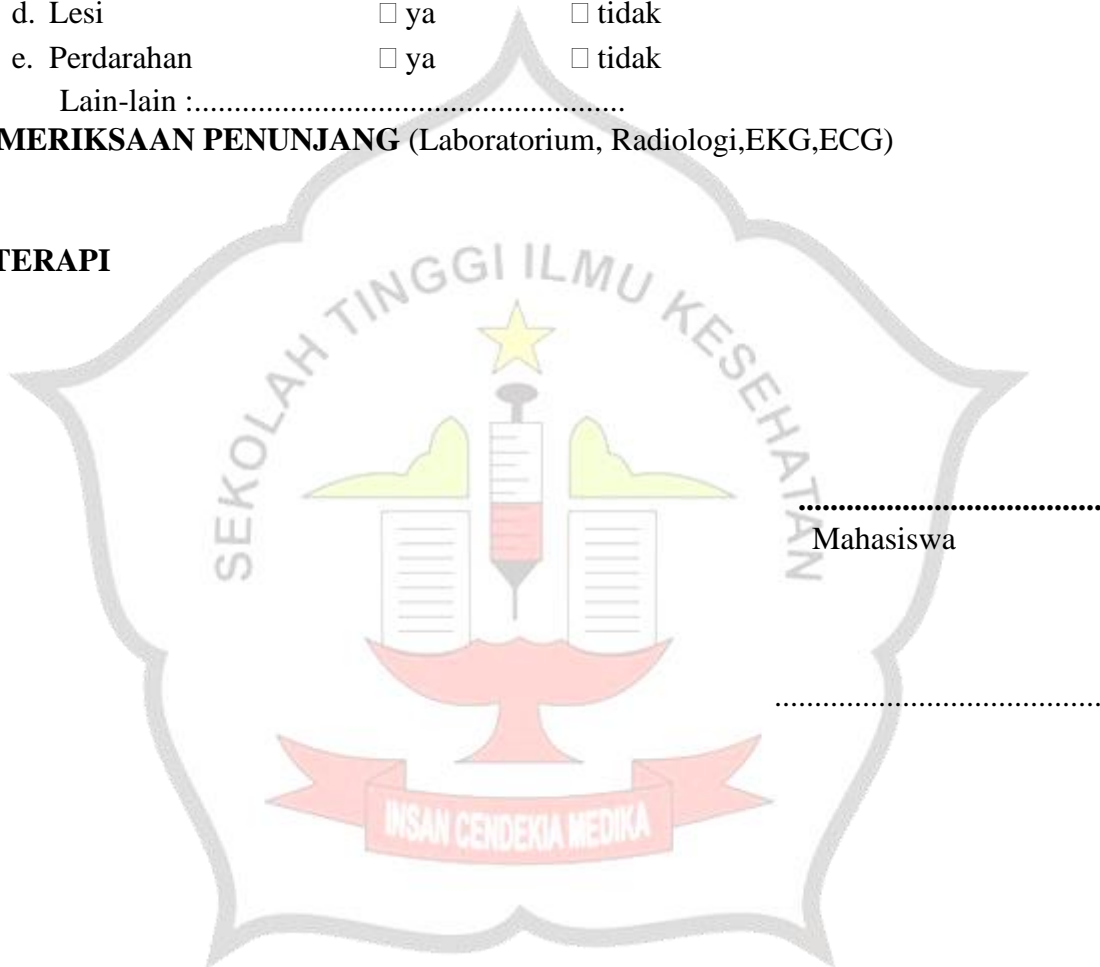 d. Lesi □ ya □ tidak
e. Perdarahan □ ya □ tidak
Lain-lain :......................................................
MERIKSAAN PENUNJANG (Laboratorium, Radiologi,EKG,ECG)
TERAPI
SEKOLAH TINGGI ILMU KESEHATAN
.......................................
Mahasiswa
.........................................
INSAN CENDEKIA MEDIKA